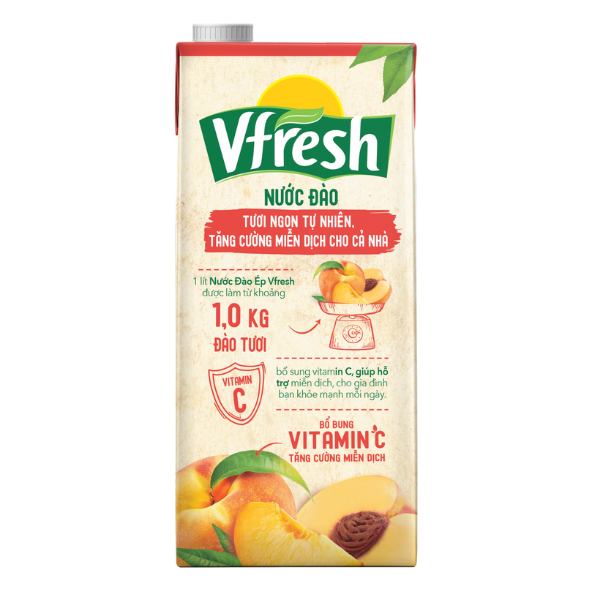 Vfresh
NƯỚC ĐÀO
TƯƠI NGON TỰ NHIÊN,
TĂNG CƯỜNG MIỄN DỊCH CHO CẢ NHÀ
1 lít Nước Đào Ép Vfresh
được làm từ khoảng
1,0 KG
ĐÀO TƯƠI
VITAMIN
C
bổ sung vitamin C, giúp hỗ
trợ miễn dịch, cho gia đình
bạn khỏe mạnh mỗi ngày.
BỔ BUNG
VITAMIN C
TĂNG CƯỜNG MIỄN DỊCH